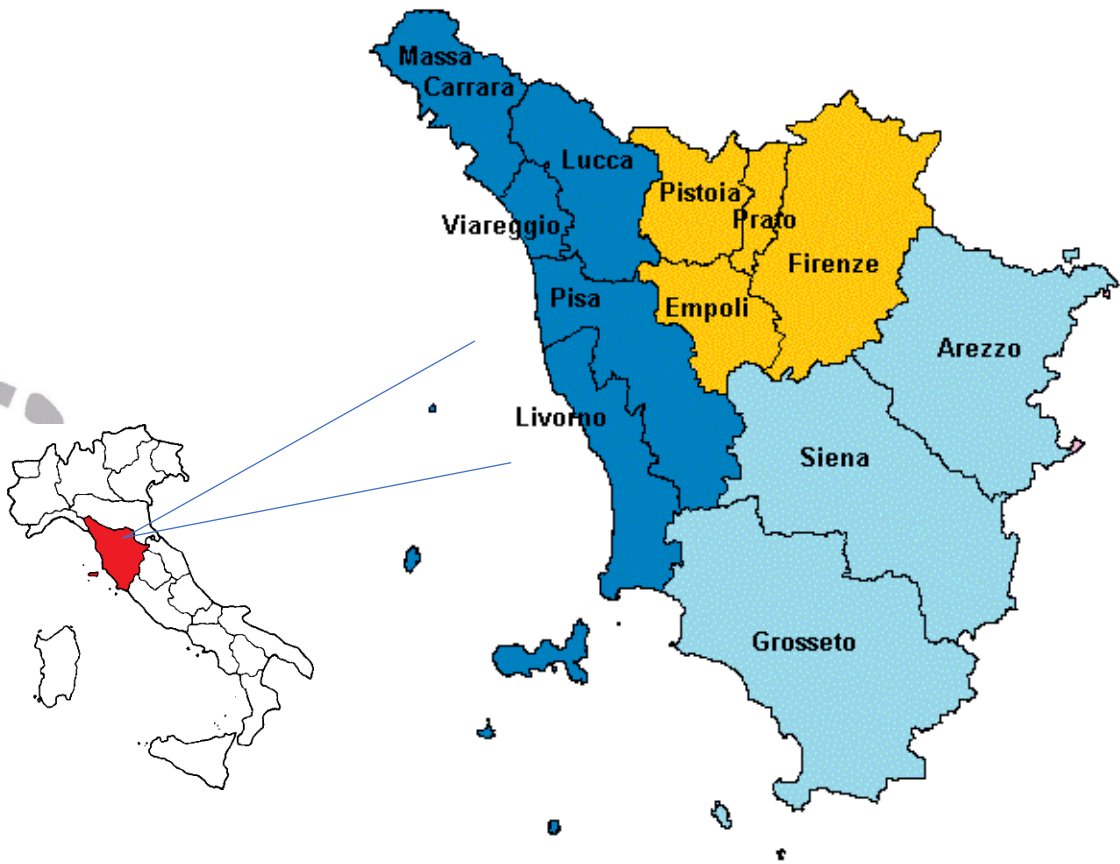 Massa
Carrara
Lucca
Pistoia
Prato
Viareggio
Firenze
Pisa
Empoli
Arezzo
Livorno
Siena
Grosseto